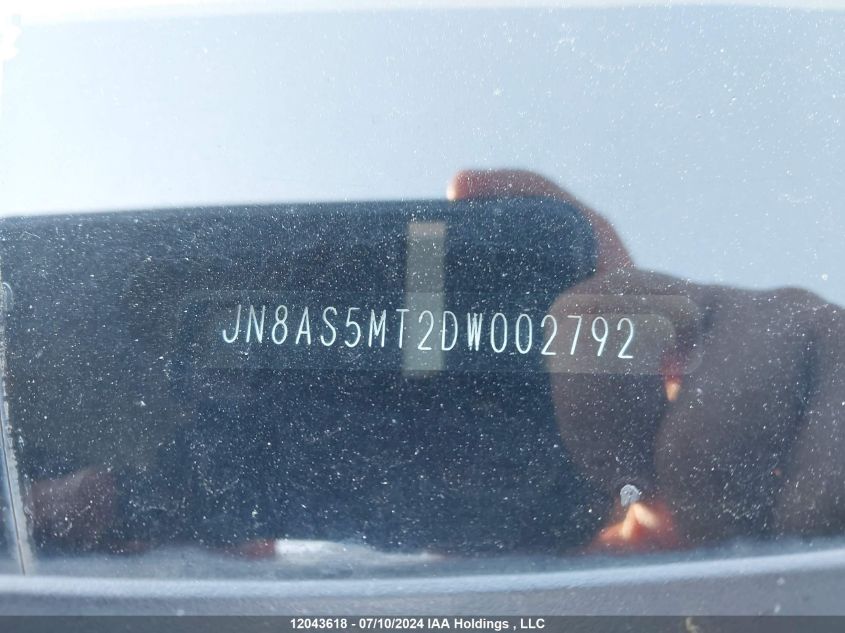 JN8AS5MT2DW002792
12043618 - 07/10/2024 IAA Holdings , LLC